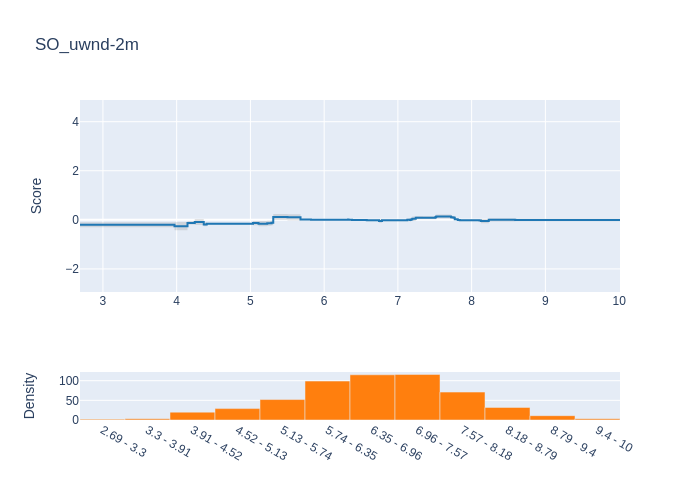 SO_uwnd-2m
Score
4
2
0
−2
3
4
5
6
7
8
9
10
Density
100
50
0
2.69 - 3.3
3.3 - 3.91
3.91 - 4.52
4.52 - 5.13
5.13 - 5.74
5.74 - 6.35
6.35 - 6.96
6.96 - 7.57
7.57 - 8.18
8.18 - 8.79
8.79 - 9.4
9.4 - 10